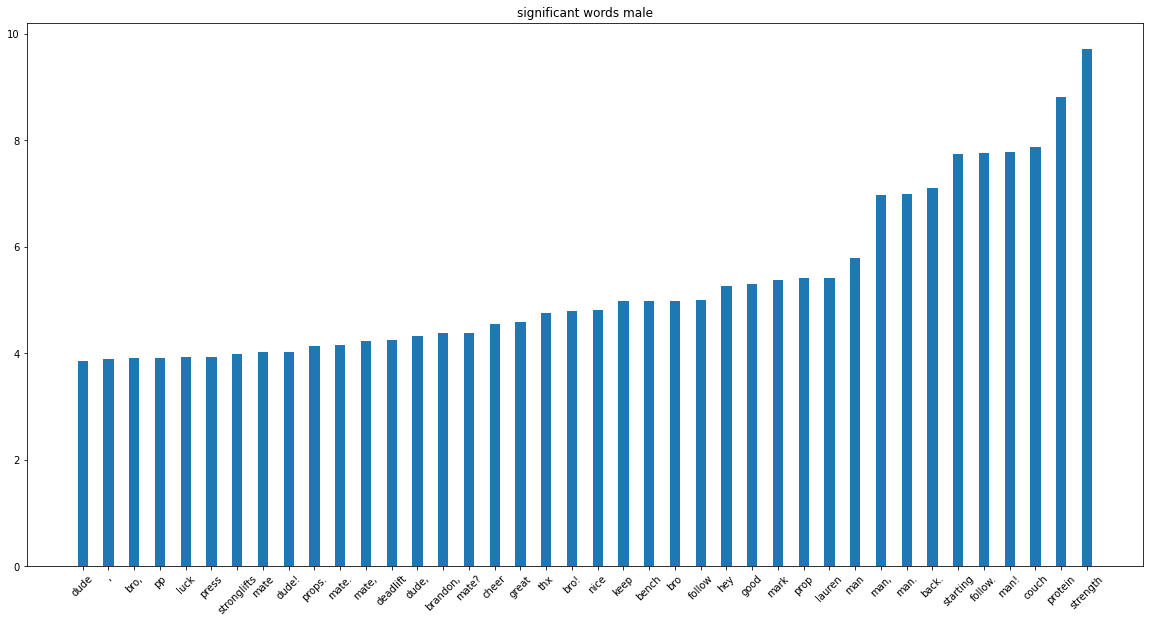 significant words male
10
8
6
4
2
0
dude
,
bro,
pp
luck
press
stronglifts
mate
dude!
props.
mate.
mate,
deadlift
dude,
brandon,
mate?
cheer
great
thx
bro!
nice
keep
bench
bro
follow
hey
good
mark
prop
lauren
man
man,
man.
back.
starting
follow.
man!
couch
protein
strength